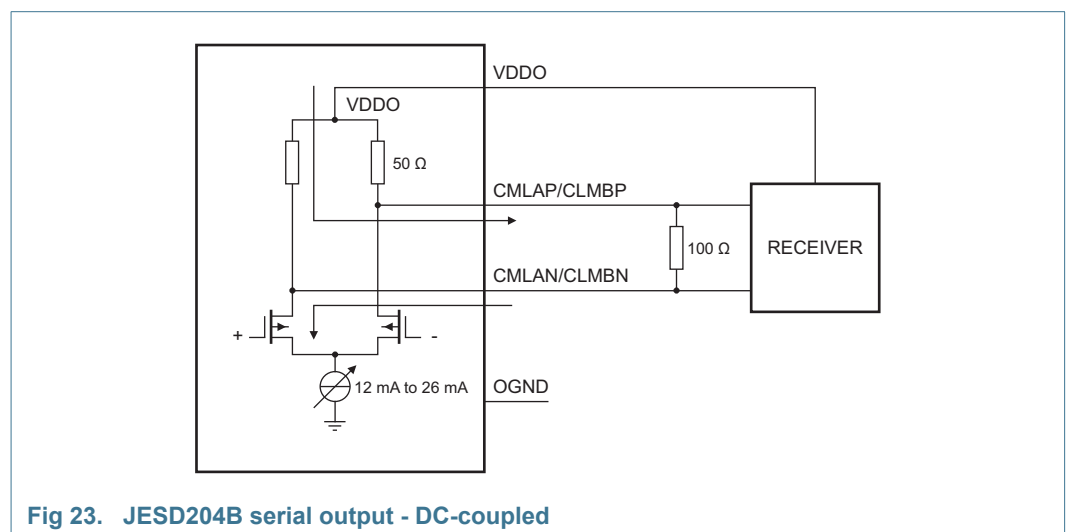 VDDO
VDDO
50 Ω
CMLAP/CLMBP
100 Ω
RECEIVER
CMLAN/CLMBN
+
-
12 mA to 26 mA
OGND
Fig 23. JESD204B serial output - DC-coupled